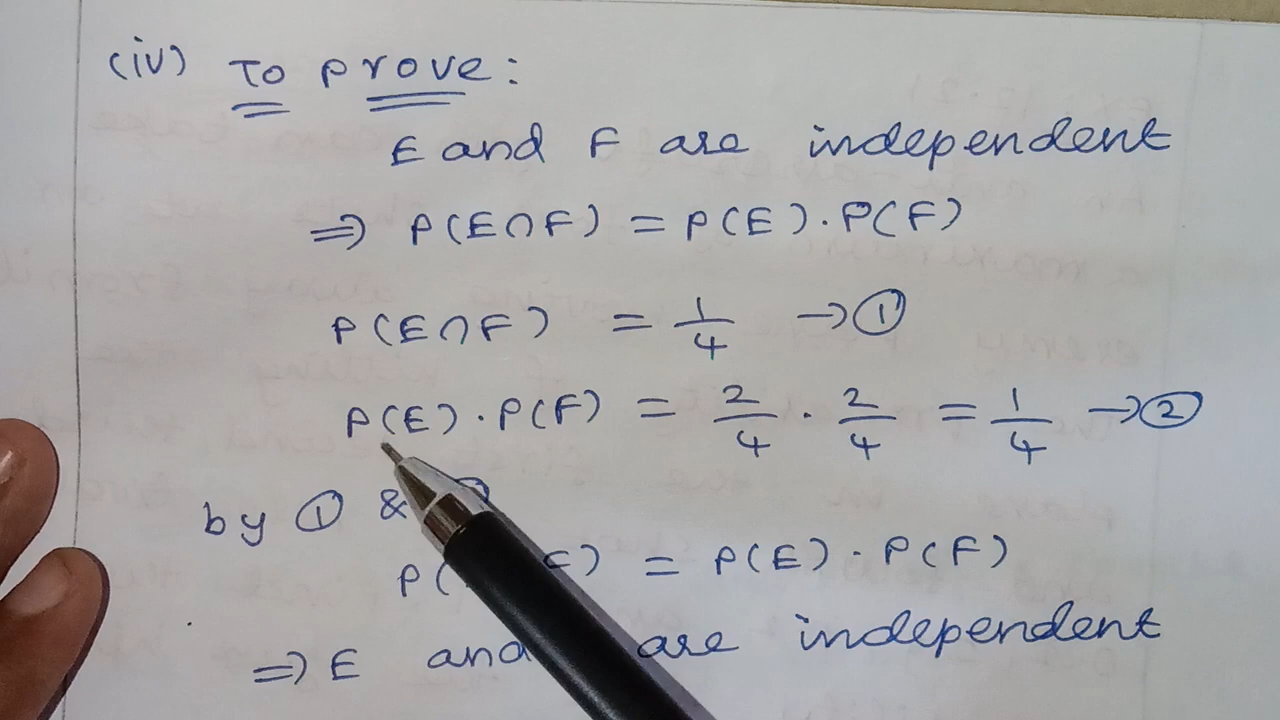 (iv) To prove:
E and F are independent
⇒ P(E∩F) = P(E).P(F)
P(E∩F) = 1/4 → ①
P(E).P(F) = 2/4 . 2/4 = 1/4 → ②
by ① &
P( ) = P(E).P(F)
⇒ E and are independent